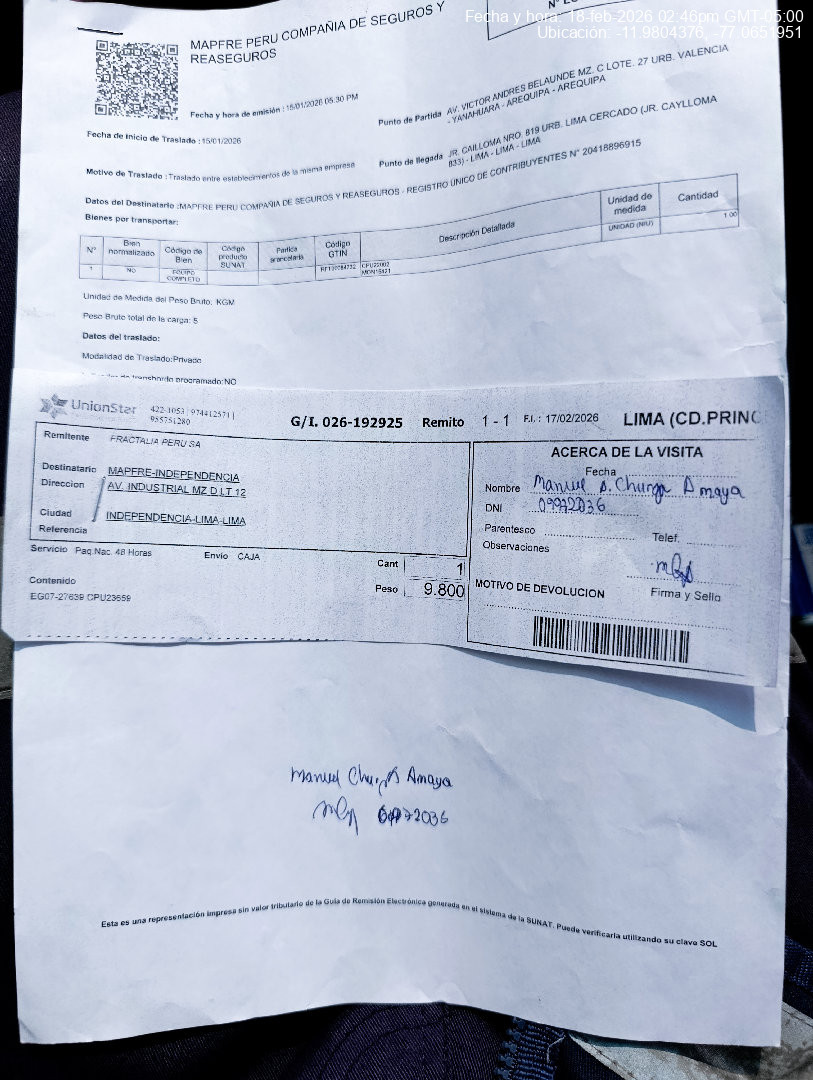 Fecha y hora: 18-feb-2026 02:46pm GMT-05:00
Ubicación: -11.9804376, -77.0651951
MAPFRE PERU COMPAÑIA DE SEGUROS Y
REASEGUROS
Fecha y hora de emisión : 15/01/2026 05:30 PM
Fecha de Inicio de Traslado : 15/01/2026
Punto de Partida AV. VICTOR ANDRES BELAUNDE MZ. C LOTE. 27 URB. VALENCIA
- YANAHUARA - AREQUIPA - AREQUIPA
Motivo de Traslado : Traslado entre establecimientos de la misma empresa
Punto de llegada JR. CAILLOMA NRO. 819 URB. LIMA CERCADO (JR. CAYLLOMA
833) - LIMA - LIMA - LIMA
Datos del Destinatario : MAPFRE PERU COMPAÑIA DE SEGUROS Y REASEGUROS - REGISTRO ÚNICO DE CONTRIBUYENTES N° 20418896915
Bienes por transportar:
N° Bien normalizado Código de Bien Código producto SUNAT Partida arancelaria Código GTIN Descripción Detallada Unidad de medida Cantidad
1 NO EQUIPO COMPLETO CPU22002 UNIDAD (NIU) 1.00
Unidad de Medida del Peso Bruto: KGM
Peso Bruto total de la carga: 5
Datos del traslado:
Modalidad de Traslado:Privado
transbordo programado:NO
UnionStar 422-1053 | 974412571 |
955751280
G/I. 026-192925 Remito 1 - 1 F.I. : 17/02/2026 LIMA (CD.PRINC
Remitente FRACTALIA PERU SA
Destinatario MAPFRE-INDEPENDENCIA
Direccion AV. INDUSTRIAL MZ D LT 12
Ciudad INDEPENDENCIA-LIMA-LIMA
Referencia
Servicio Paq.Nac. 48 Horas Envio CAJA
Cant 1
Peso 9.800
Contenido
EG07-27639 CPU23659
ACERCA DE LA VISITA
Fecha
Nombre Manuel A. Churga Amaya
DNI 09972036
Parentesco Telef.
Observaciones
MOTIVO DE DEVOLUCION Firma y Sello
Manuel Amaya
Esta es una representación impresa sin valor tributario de la Guía de Remisión Electrónica generada en el sistema de la SUNAT. Puede verificarla utilizando su clave SOL